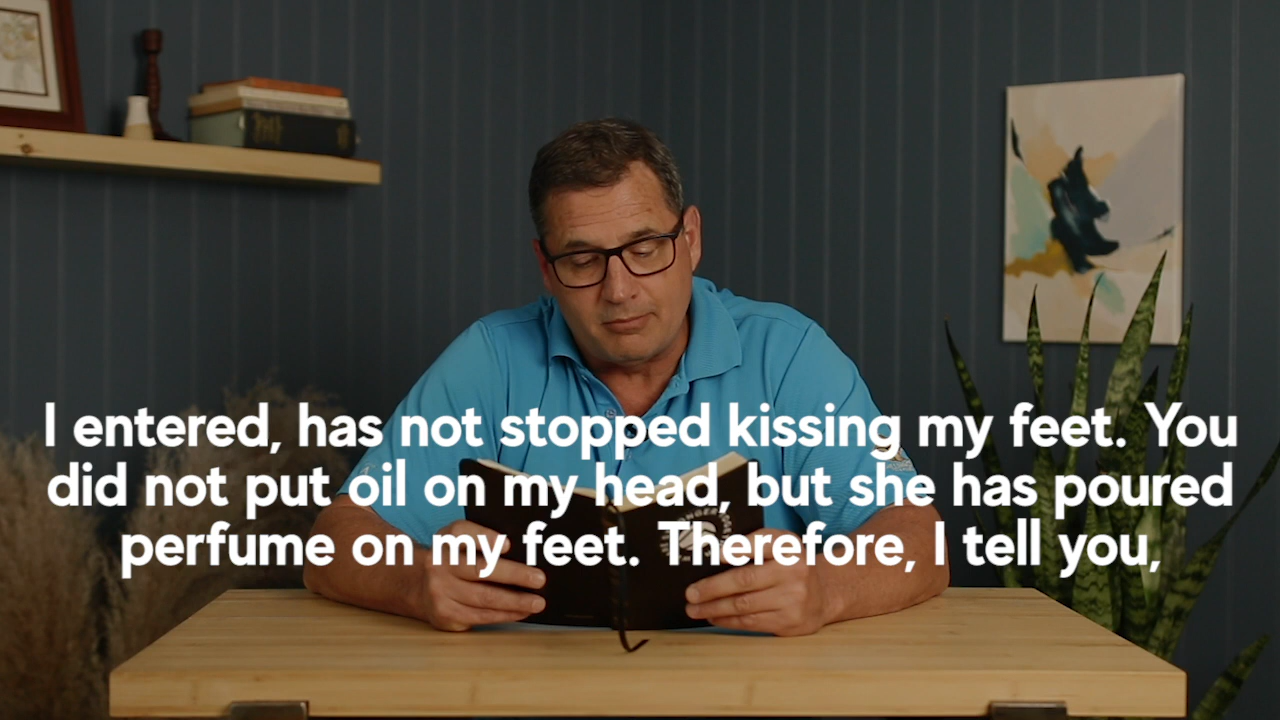 I entered, has not stopped kissing my feet. You
did not put oil on my head, but she has poured
perfume on my feet. Therefore, I tell you,